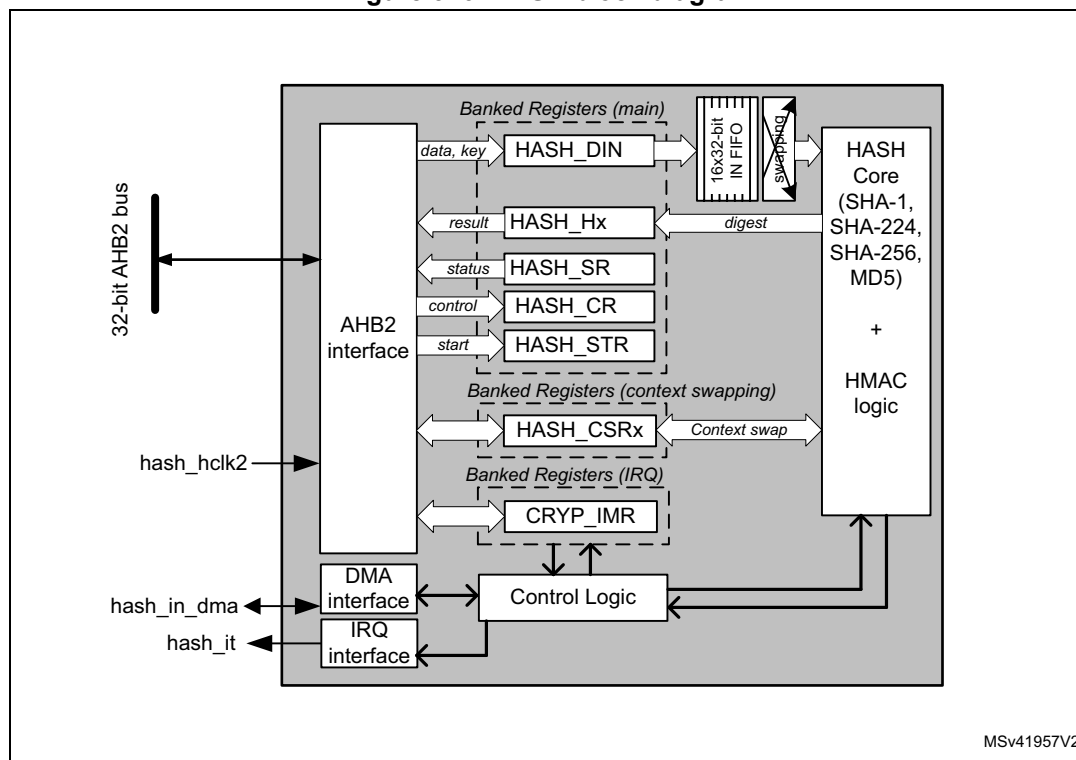 Banked Registers (main)
data, key
HASH_DIN
16x32-bit
IN FIFO
swapping
HASH
Core
(SHA-1,
SHA-224,
SHA-256,
MD5)
+
HMAC
logic
result
HASH_Hx
digest
status
HASH_SR
control
HASH_CR
start
HASH_STR
32-bit AHB2 bus
AHB2
interface
Banked Registers (context swapping)
HASH_CSRx
Context swap
hash_hclk2
Banked Registers (IRQ)
CRYP_IMR
DMA
interface
Control Logic
hash_in_dma
hash_it
IRQ
interface
MSv41957V2